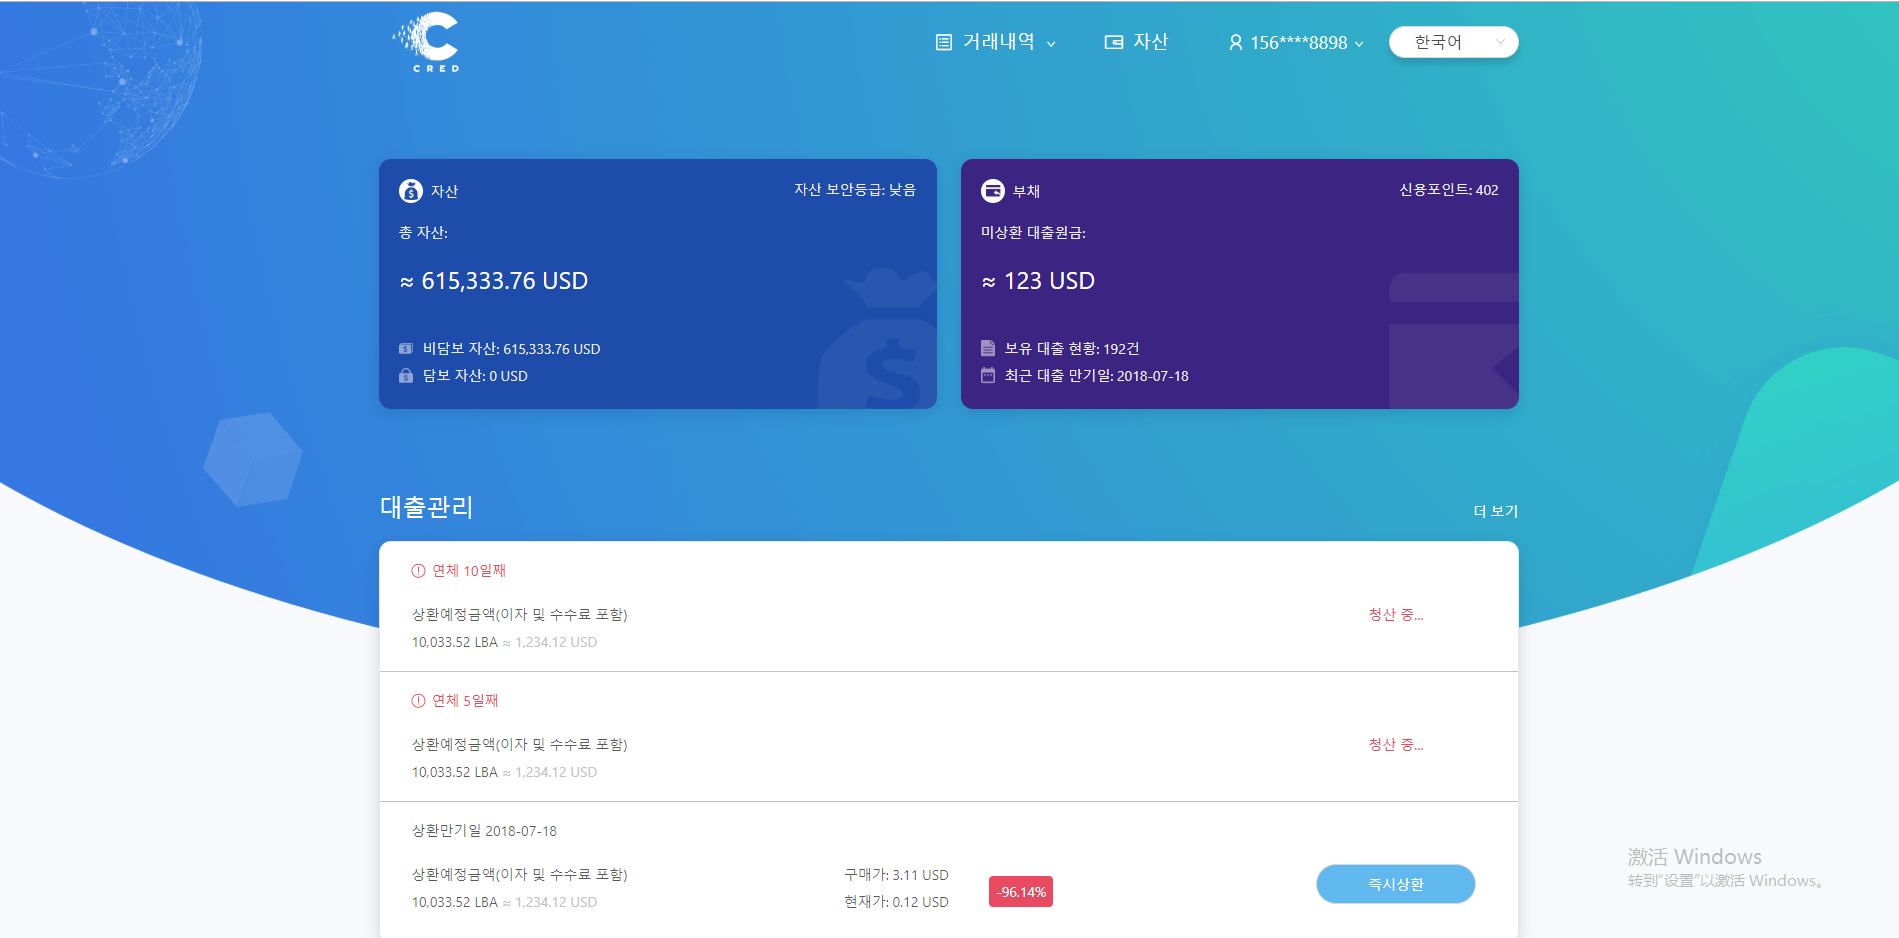 CRED
거래내역
자산
156****8898
한국어
자산
자산 보안등급: 낮음
총 자산:
≈ 615,333.76 USD
비담보 자산: 615,333.76 USD
담보 자산: 0 USD
부채
신용포인트: 402
미상환 대출원금:
≈ 123 USD
보유 대출 현황: 192건
최근 대출 만기일: 2018-07-18
대출관리
더 보기
연체 10일째
상환예정금액(이자 및 수수료 포함)
10,033.52 LBA ≈ 1,234.12 USD
청산 중...
연체 5일째
상환예정금액(이자 및 수수료 포함)
10,033.52 LBA ≈ 1,234.12 USD
청산 중...
상환만기일 2018-07-18
상환예정금액(이자 및 수수료 포함)
10,033.52 LBA ≈ 1,234.12 USD
구매가: 3.11 USD
현재가: 0.12 USD
-96.14%
즉시상환
激活 Windows
转到“设置”以激活 Windows。